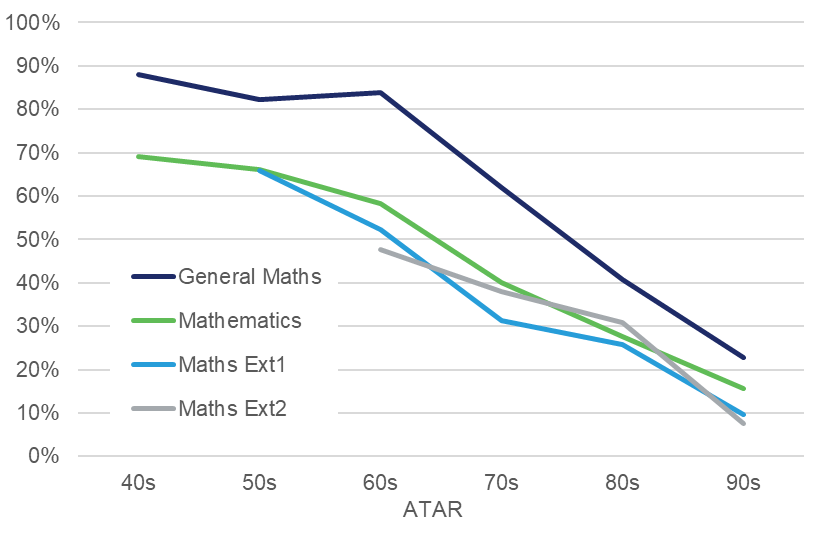 100%
90%
80%
70%
60%
50%
40%
30%
20%
10%
0%
General Maths
Mathematics
Maths Ext1
Maths Ext2
40s 50s 60s 70s 80s 90s
ATAR